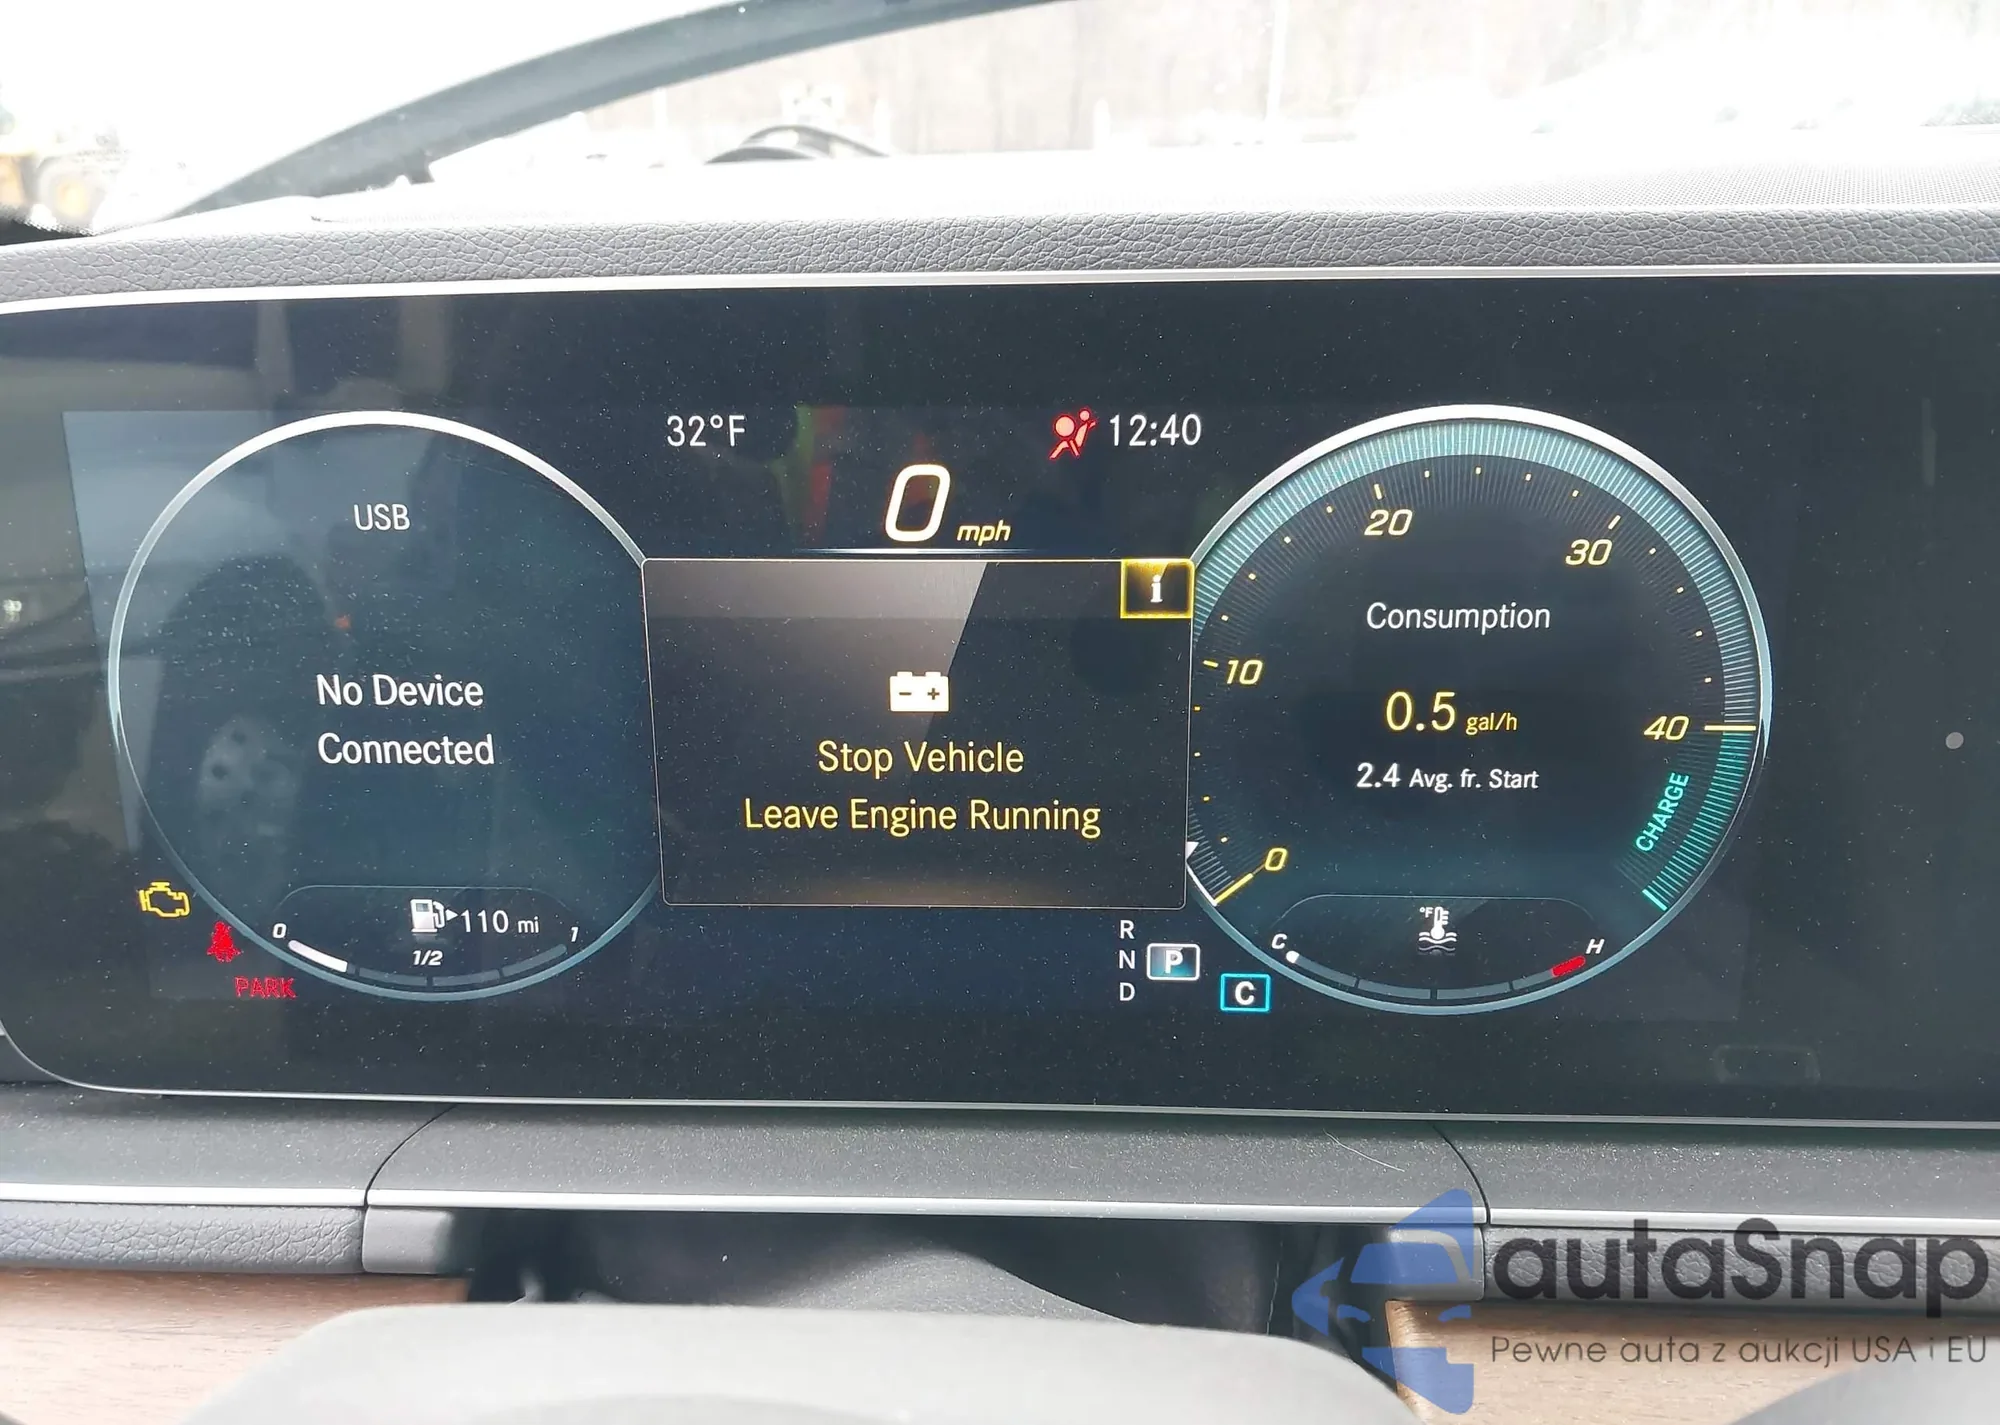 32°F
12:40
0 mph
USB
No Device
Connected
i
- +
Stop Vehicle
Leave Engine Running
20
30
10
40
0
Consumption
0.5 gal/h
2.4 Avg. fr. Start
CHARGE
0
110 mi
1
1/2
PARK
R
N P
D
C
°F
C
H
autaSnap
Pewne auta z aukcji USA i EU